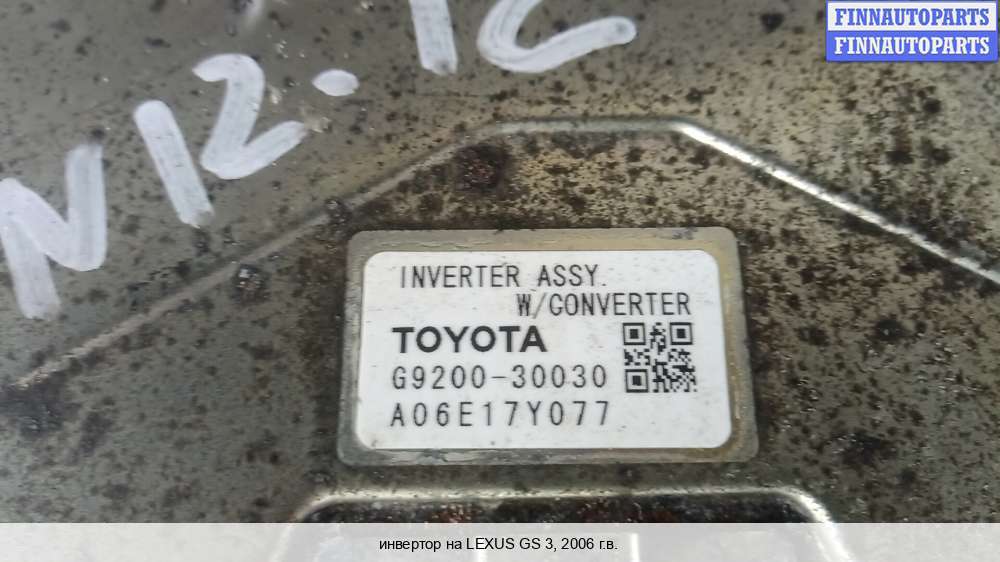 FINNAUTOPARTS
FINNAUTOPARTS
N12.1C
INVERTER ASSY.
W/CONVERTER
TOYOTA
G9200-30030
A06E17Y077
инвертор на LEXUS GS 3, 2006 г.в.